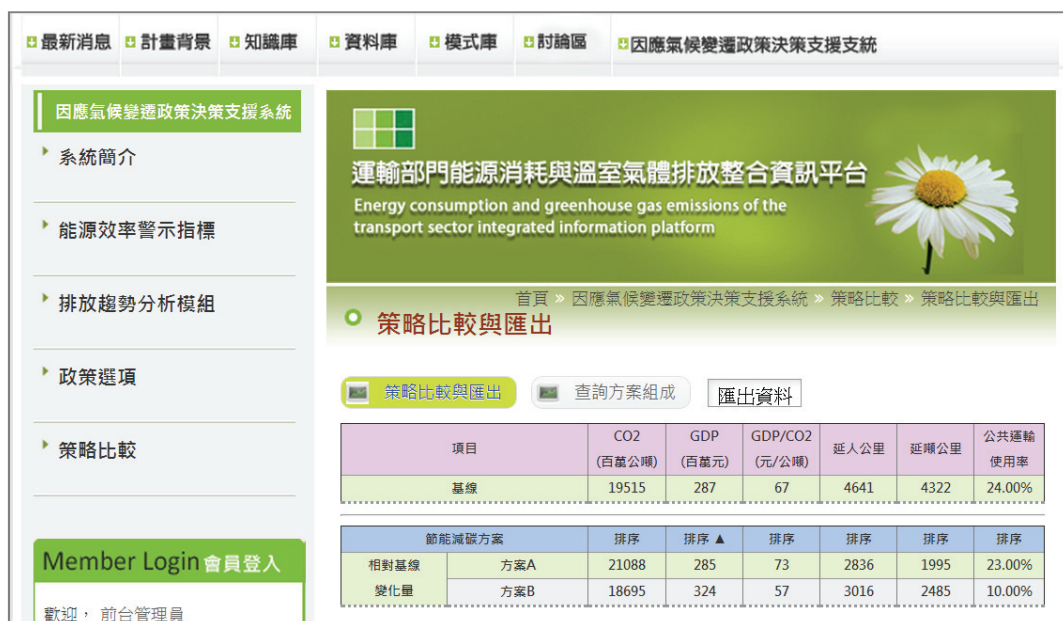 最新消息 計畫背景 知識庫 資料庫 模式庫 討論區 因應氣候變遷政策決策支援支統
因應氣候變遷政策決策支援系統
系統簡介
能源效率警示指標
排放趨勢分析模組
政策選項
策略比較
Member Login 會員登入
歡迎， 前台管理員
運輸部門能源消耗與溫室氣體排放整合資訊平台
Energy consumption and greenhouse gas emissions of the
transport sector integrated information platform
首頁 » 因應氣候變遷政策決策支援系統 » 策略比較 » 策略比較與匯出
策略比較與匯出
策略比較與匯出 查詢方案組成 匯出資料
項目 CO2 (百萬公噸) GDP (百萬元) GDP/CO2 (元/公噸) 延人公里 延噸公里 公共運輸使用率
基線 19515 287 67 4641 4322 24.00%
節能減碳方案 排序 排序 ▲ 排序 排序 排序 排序
相對基線變化量 方案A 21088 285 73 2836 1995 23.00%
方案B 18695 324 57 3016 2485 10.00%